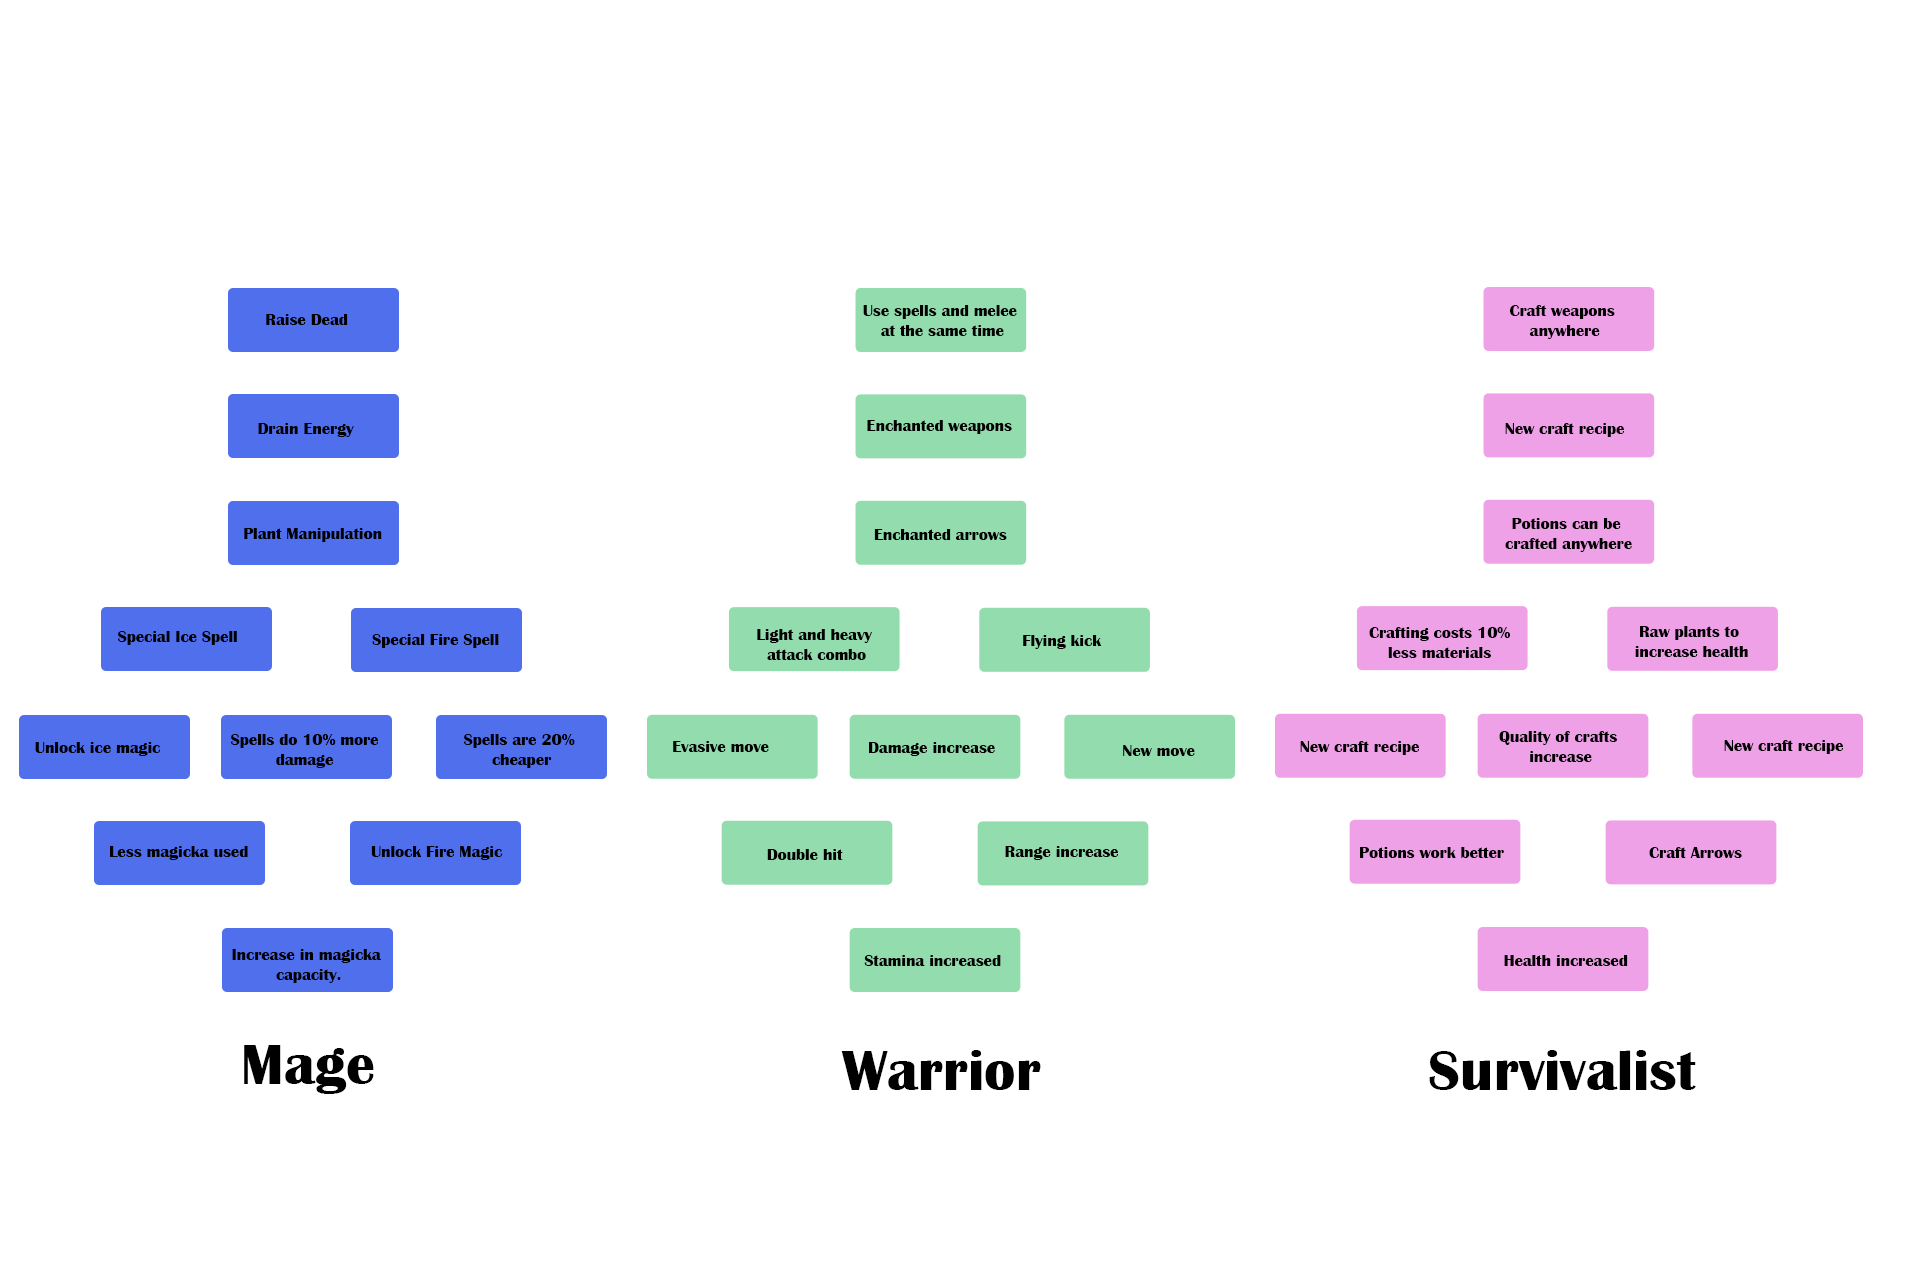 Raise Dead
Drain Energy
Plant Manipulation
Special Ice Spell
Special Fire Spell
Unlock ice magic
Spells do 10% more
damage
Spells are 20%
cheaper
Less magicka used
Unlock Fire Magic
Increase in magicka
capacity.
Mage
Use spells and melee
at the same time
Enchanted weapons
Enchanted arrows
Light and heavy
attack combo
Flying kick
Evasive move
Damage increase
New move
Double hit
Range increase
Stamina increased
Warrior
Craft weapons
anywhere
New craft recipe
Potions can be
crafted anywhere
Crafting costs 10%
less materials
Raw plants to
increase health
New craft recipe
Quality of crafts
increase
New craft recipe
Potions work better
Craft Arrows
Health increased
Survivalist